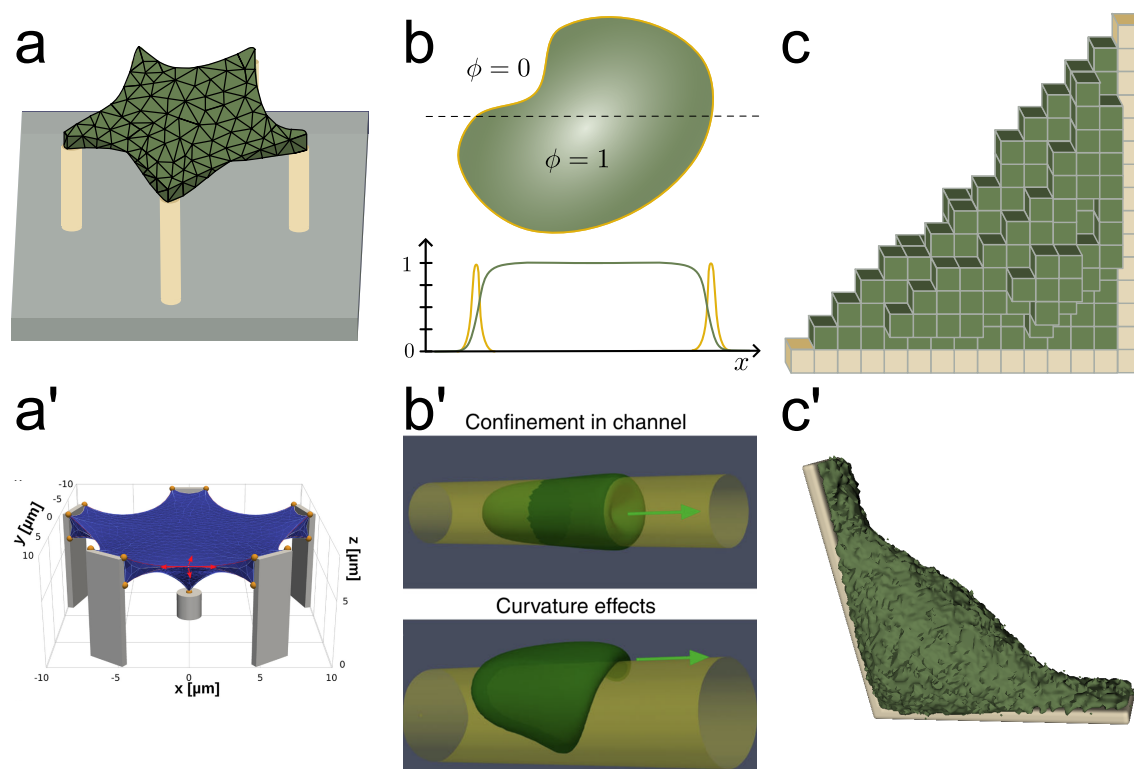 a
b
c
ϕ = 0
ϕ = 1
1
0
x
a'
b'
c'
Confinement in channel
-10
-5
0
5
10
y [μm]
z [μm]
5
0
-10
-5
0
5
10
x [μm]
Curvature effects